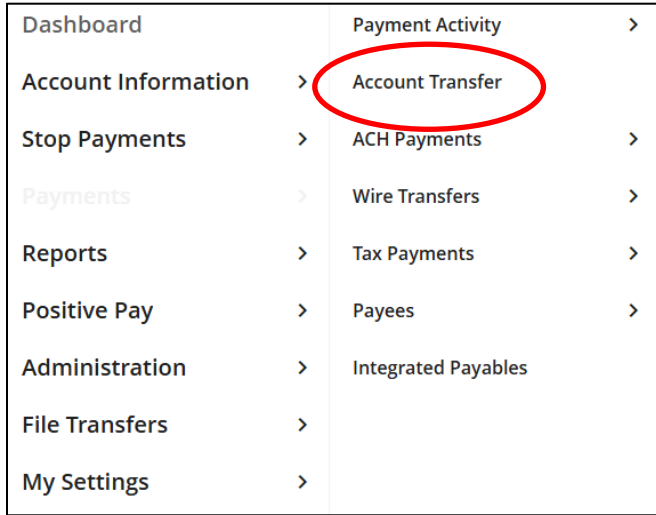 Dashboard
Account Information
Stop Payments
Payments
Reports
Positive Pay
Administration
File Transfers
My Settings
Payment Activity
Account Transfer
ACH Payments
Wire Transfers
Tax Payments
Payees
Integrated Payables